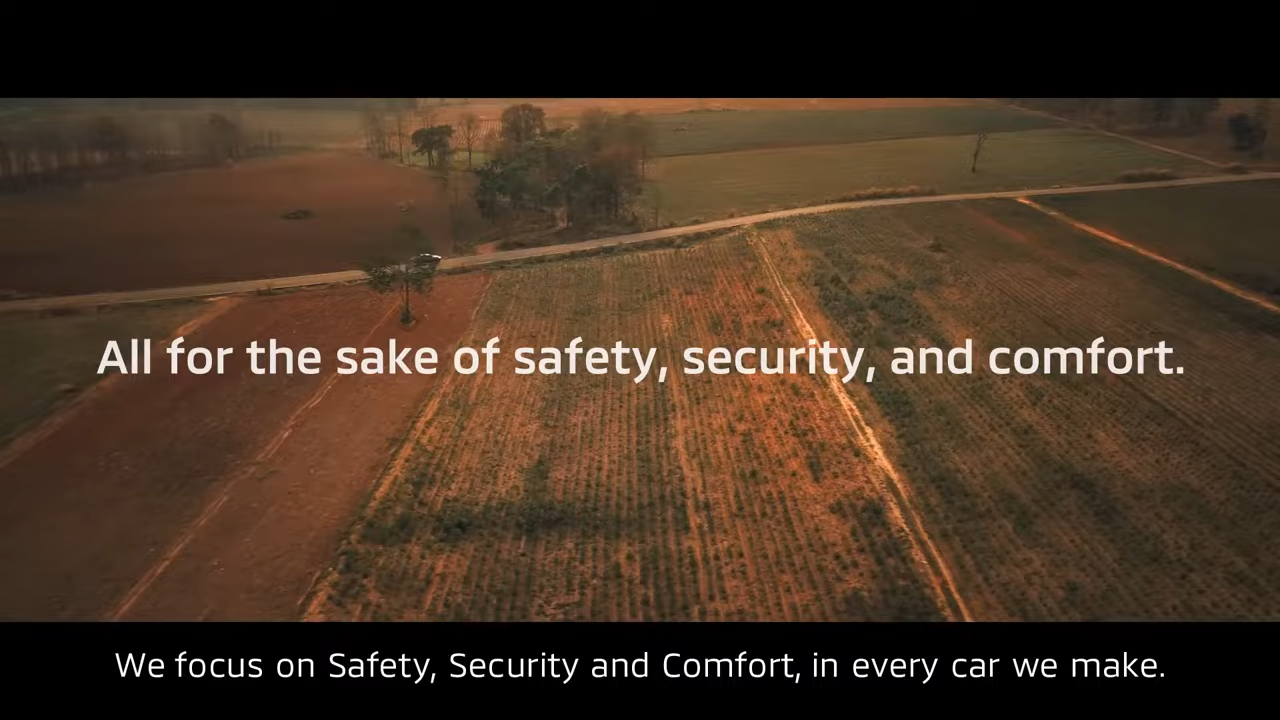 All for the sake of safety, security, and comfort.
We focus on Safety, Security and Comfort, in every car we make.